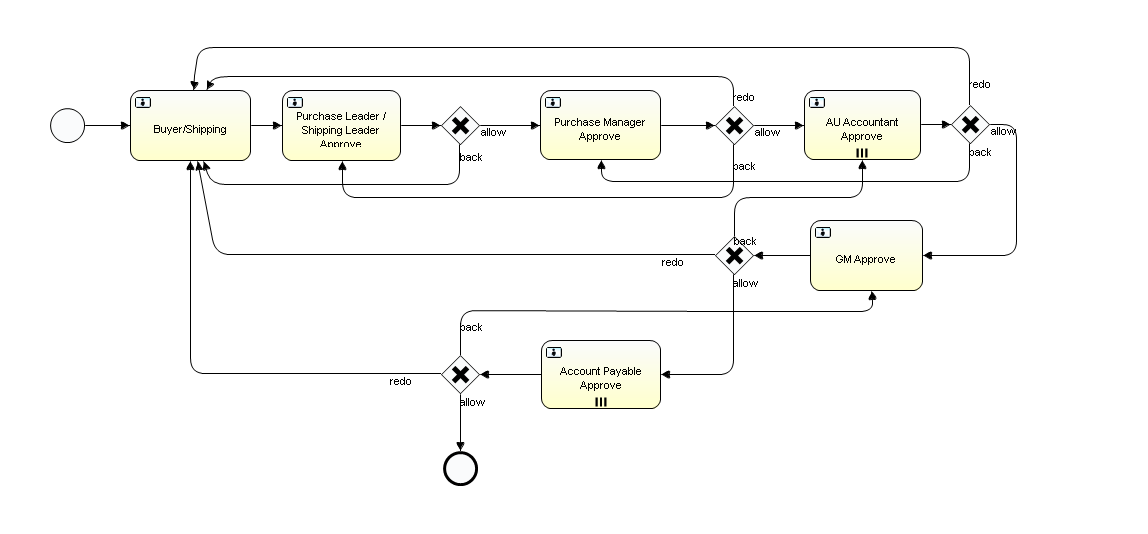 redo
redo
Buyer/Shipping
Purchase Leader /
Shipping Leader
Approve
allow
back
Purchase Manager
Approve
allow
back
AU Accountant
Approve
allow
back
back
redo
allow
GM Approve
back
redo
allow
Account Payable
Approve